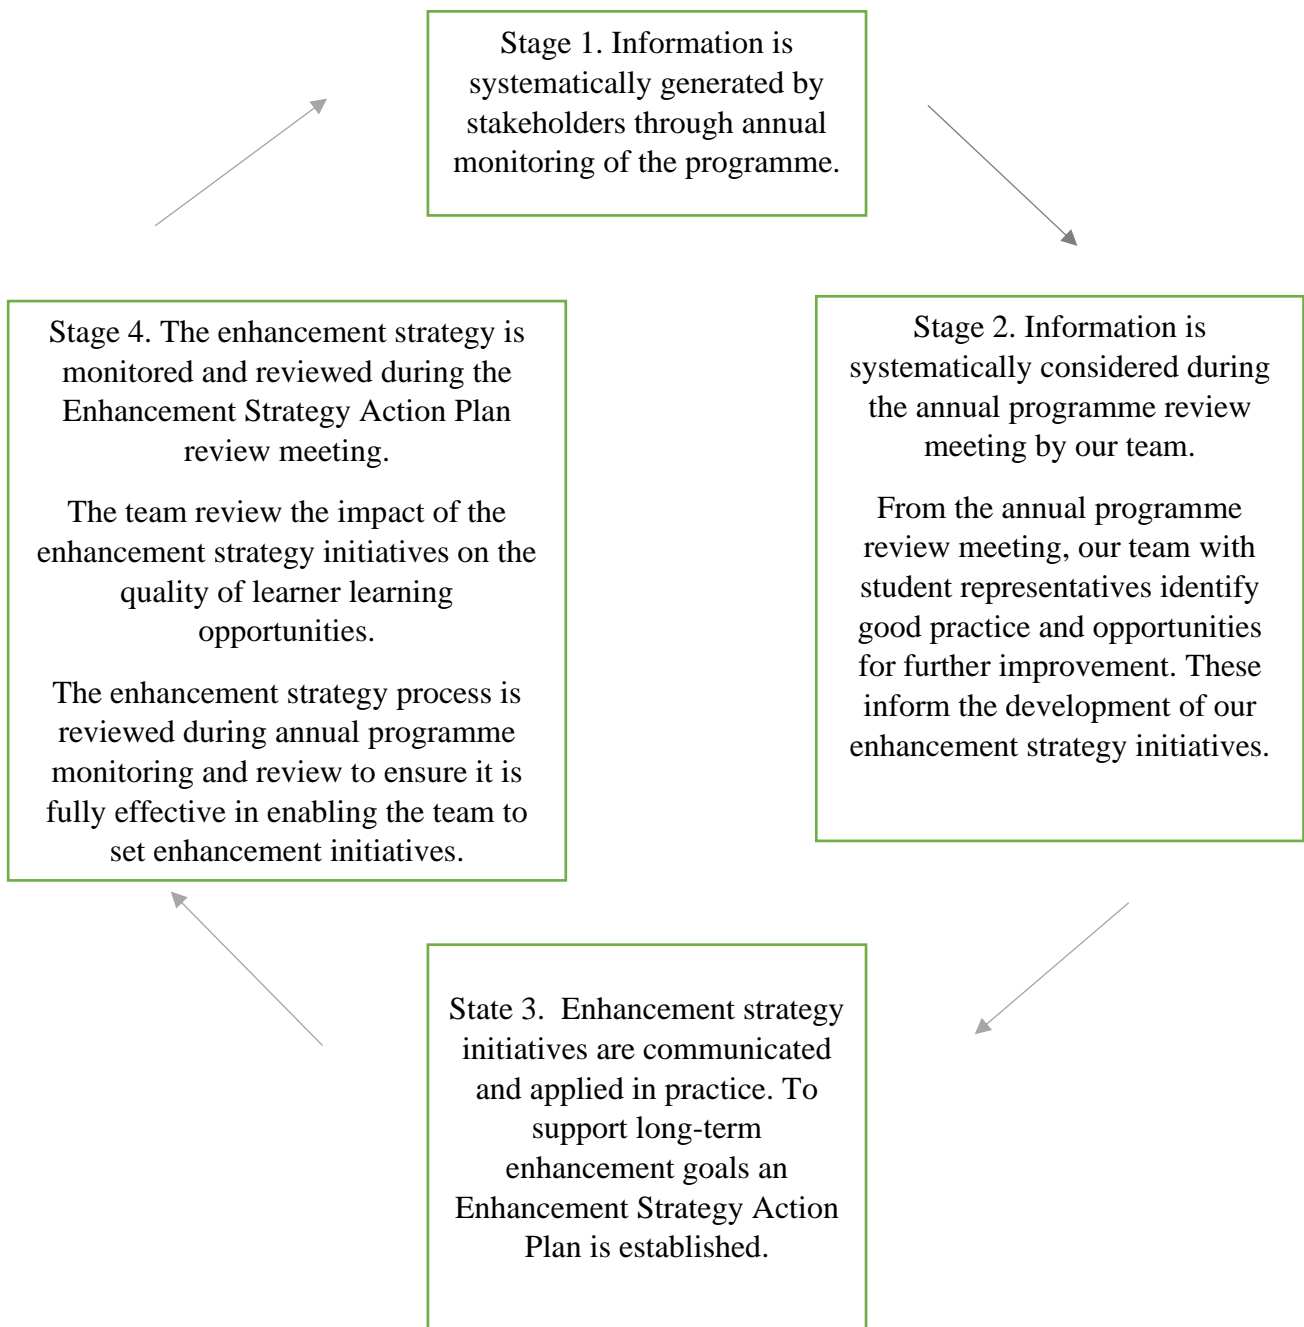 Stage 1. Information is
systematically generated by
stakeholders through annual
monitoring of the programme.
Stage 2. Information is
systematically considered during
the annual programme review
meeting by our team.
From the annual programme
review meeting, our team with
student representatives identify
good practice and opportunities
for further improvement. These
inform the development of our
enhancement strategy initiatives.
State 3.  Enhancement strategy
initiatives are communicated
and applied in practice. To
support long-term
enhancement goals an
Enhancement Strategy Action
Plan is established.
Stage 4. The enhancement strategy is
monitored and reviewed during the
Enhancement Strategy Action Plan
review meeting.
The team review the impact of the
enhancement strategy initiatives on the
quality of learner learning
opportunities.
The enhancement strategy process is
reviewed during annual programme
monitoring and review to ensure it is
fully effective in enabling the team to
set enhancement initiatives.